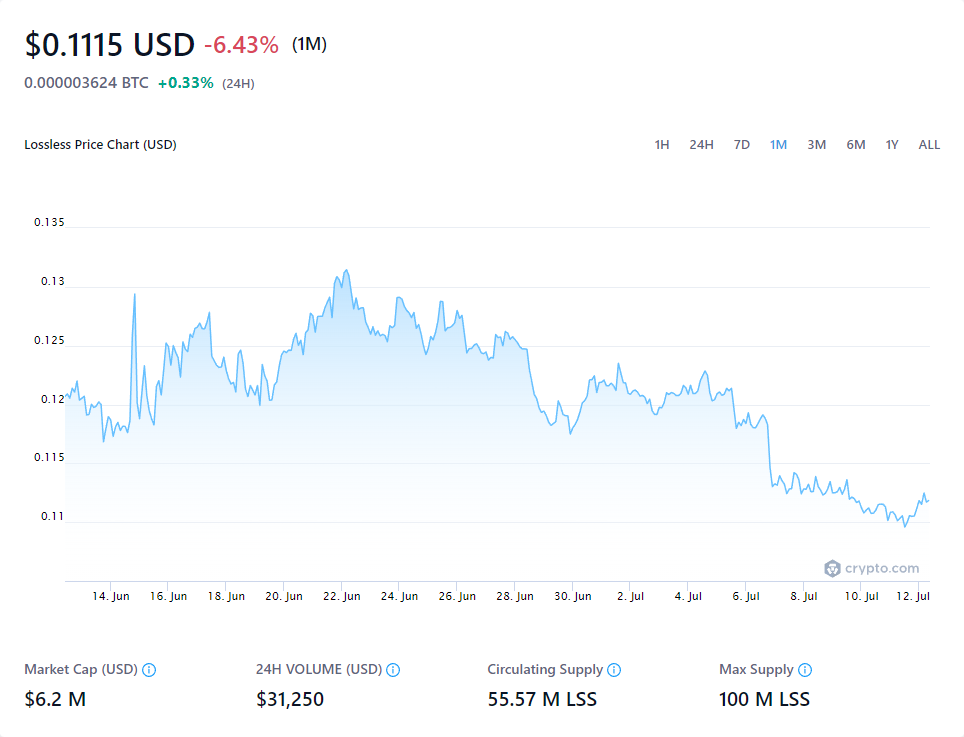 $0.1115 USD -6.43% (1M)
0.000003624 BTC +0.33% (24H)
Lossless Price Chart (USD) 1H 24H 7D 1M 3M 6M 1Y ALL
0.135
0.13
0.125
0.12
0.115
0.11
crypto.com
14. Jun 16. Jun 18. Jun 20. Jun 22. Jun 24. Jun 26. Jun 28. Jun 30. Jun 2. Jul 4. Jul 6. Jul 8. Jul 10. Jul 12. Jul
Market Cap (USD) 24H VOLUME (USD) Circulating Supply Max Supply
$6.2 M $31,250 55.57 M LSS 100 M LSS